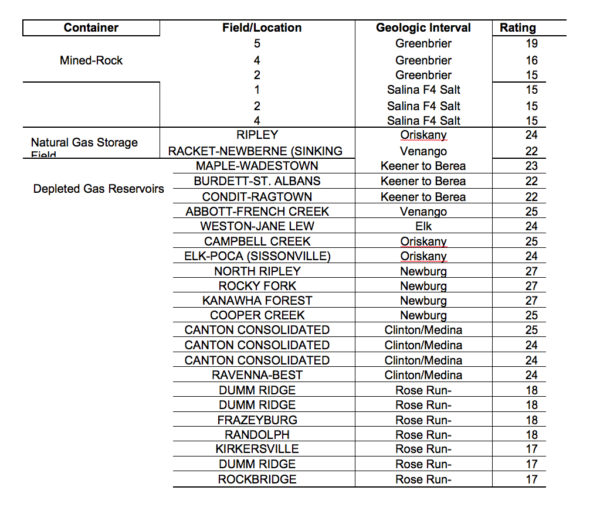 Container Field/Location Geologic Interval Rating
5 Greenbrier 19
Mined-Rock 4 Greenbrier 16
2 Greenbrier 15
1 Salina F4 Salt 15
2 Salina F4 Salt 15
4 Salina F4 Salt 15
Natural Gas Storage RIPLEY Oriskany 24
Field RACKET-NEWBERNE (SINKING Venango 22
MAPLE-WADESTOWN Keener to Berea 23
Depleted Gas Reservoirs BURDETT-ST. ALBANS Keener to Berea 22
CONDIT-RAGTOWN Keener to Berea 22
ABBOTT-FRENCH CREEK Venango 25
WESTON-JANE LEW Elk 24
CAMPBELL CREEK Oriskany 25
ELK-POCA (SISSONVILLE) Oriskany 24
NORTH RIPLEY Newburg 27
ROCKY FORK Newburg 27
KANAWHA FOREST Newburg 27
COOPER CREEK Newburg 25
CANTON CONSOLIDATED Clinton/Medina 25
CANTON CONSOLIDATED Clinton/Medina 24
CANTON CONSOLIDATED Clinton/Medina 24
RAVENNA-BEST Clinton/Medina 24
DUMM RIDGE Rose Run- 18
DUMM RIDGE Rose Run- 18
FRAZEYBURG Rose Run- 18
RANDOLPH Rose Run- 18
KIRKERSVILLE Rose Run- 17
DUMM RIDGE Rose Run- 17
ROCKBRIDGE Rose Run- 17